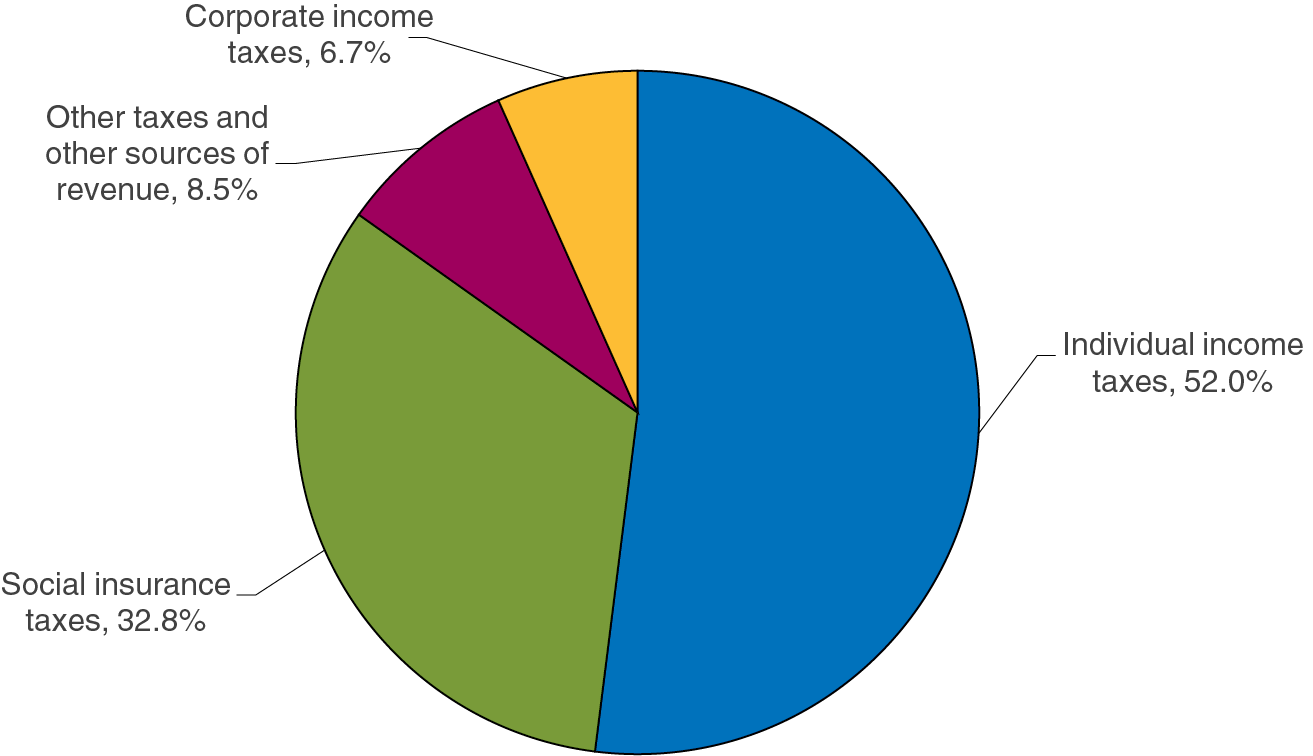 Corporate income
taxes, 6.7%
Other taxes and
other sources of
revenue, 8.5%
Individual income
taxes, 52.0%
Social insurance
taxes, 32.8%